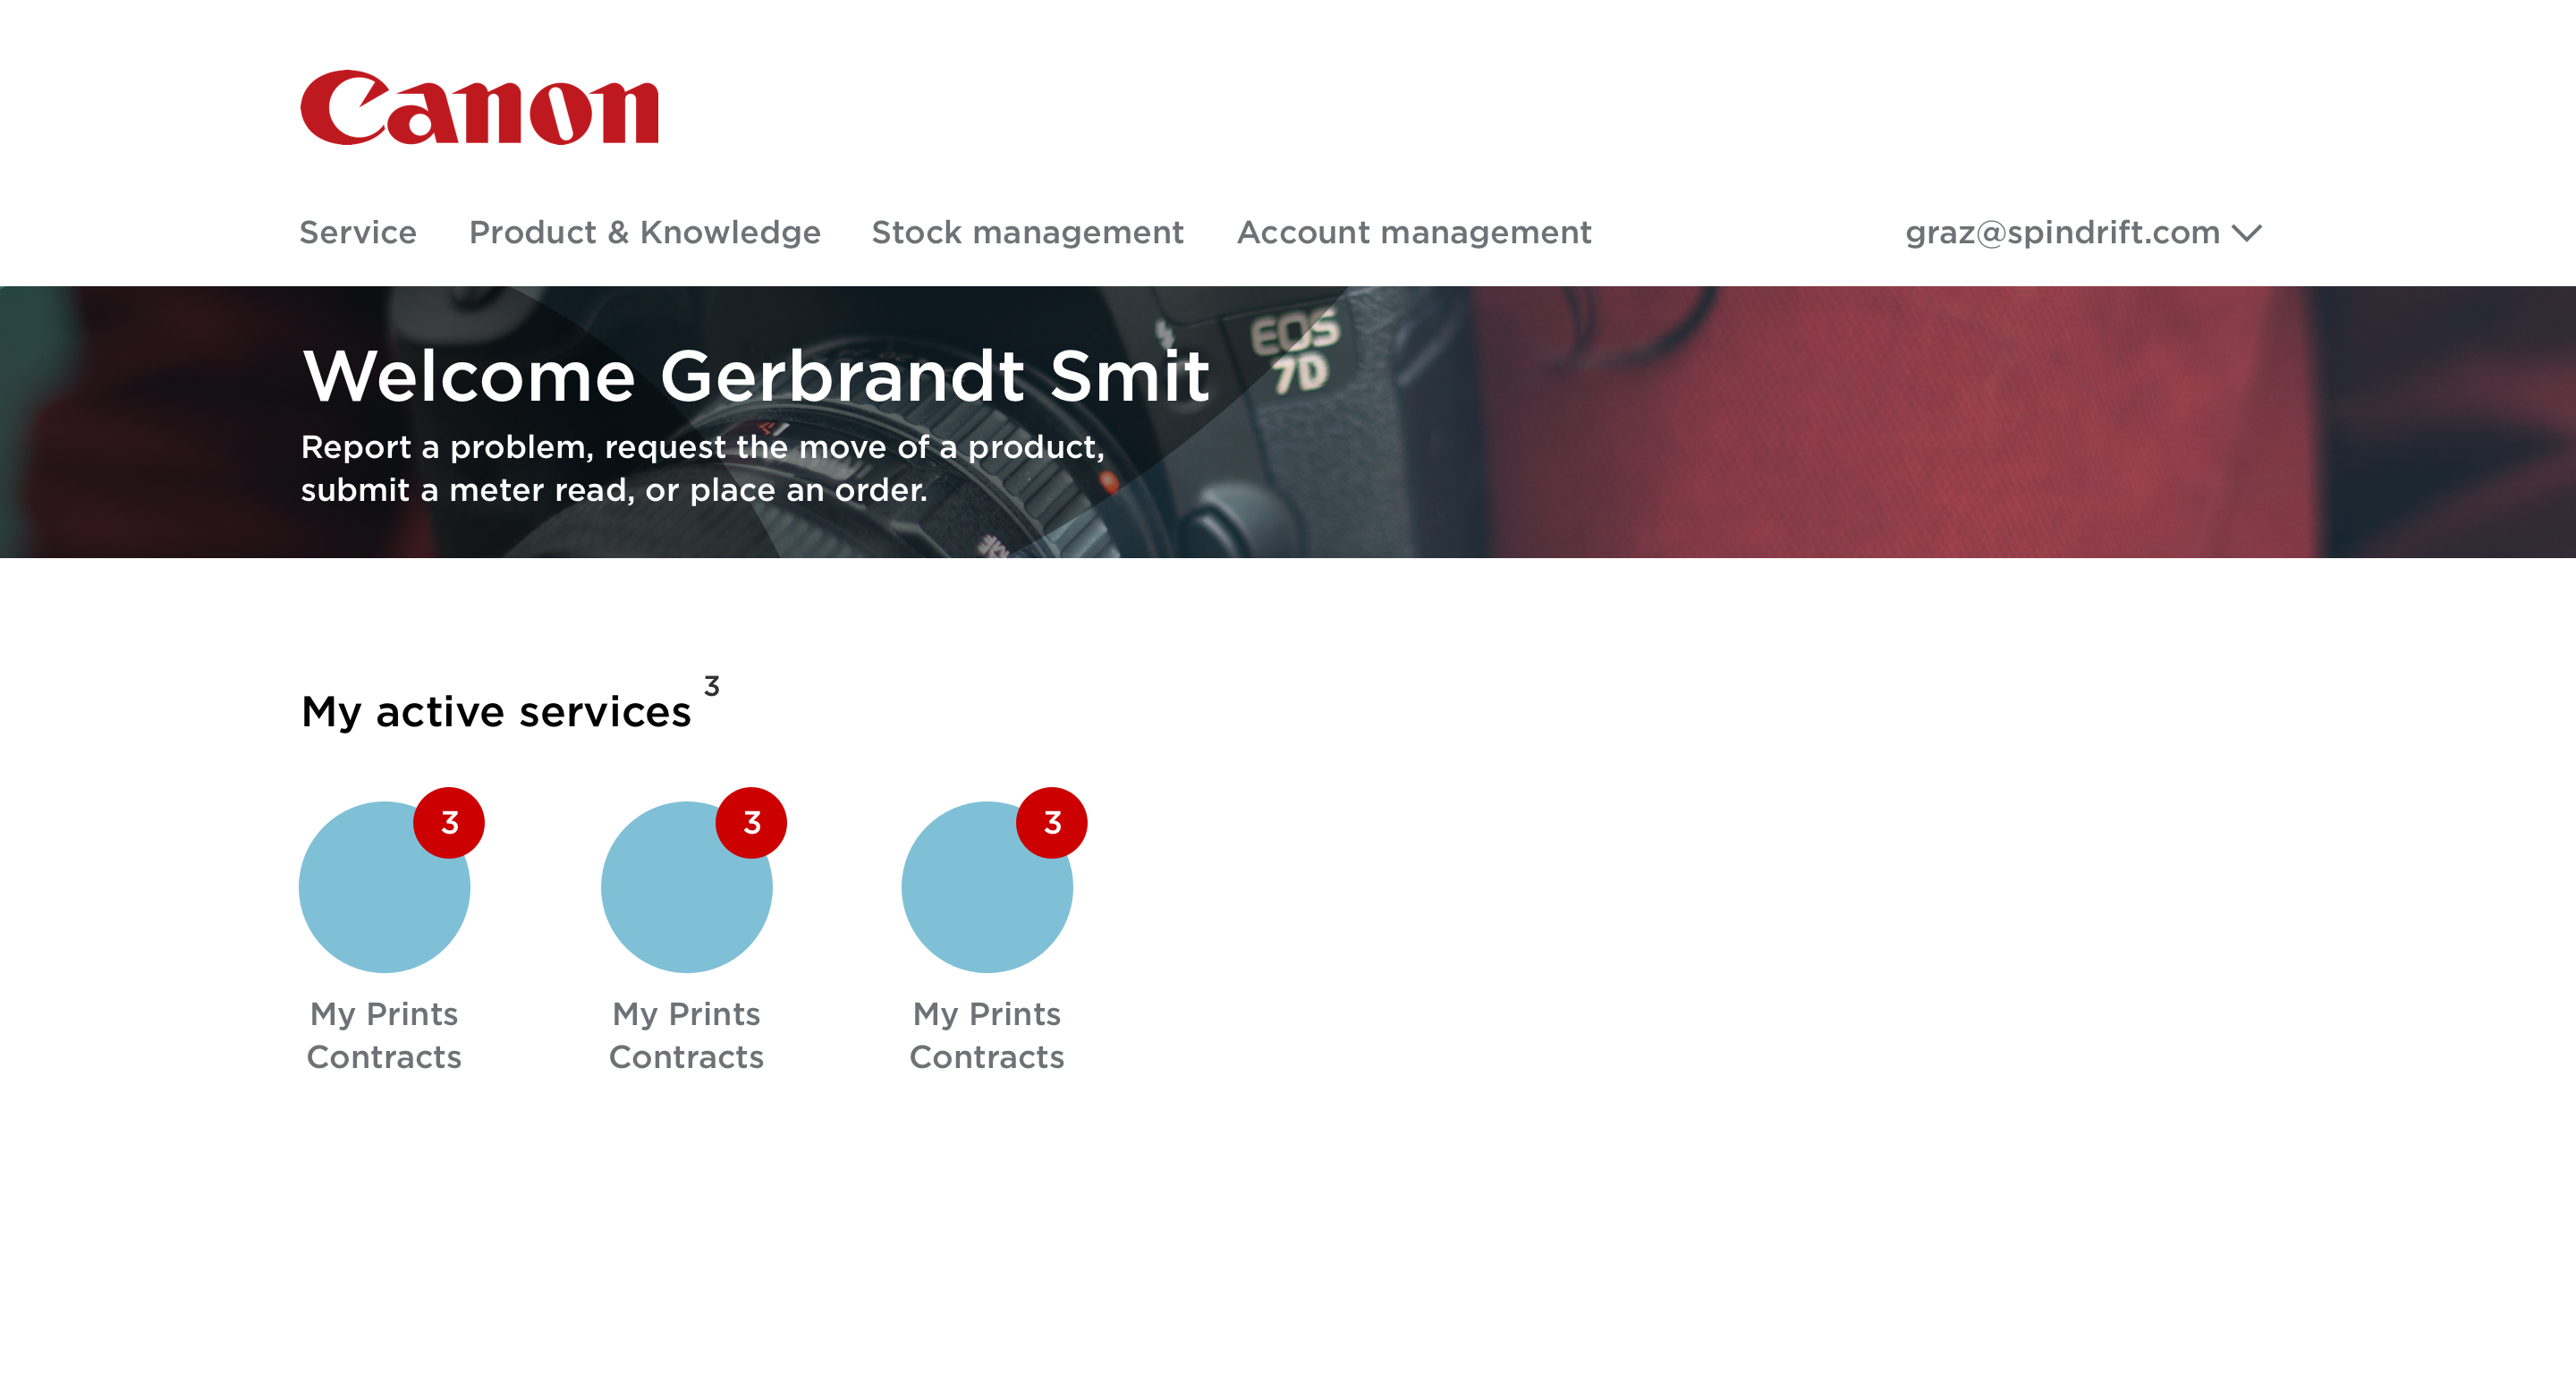 Canon
Service Product & Knowledge Stock management Account management graz@spindrift.com
EOS
7D
Welcome Gerbrandt Smit
Report a problem, request the move of a product,
submit a meter read, or place an order.
My active services 3
3 3 3
My Prints My Prints My Prints
Contracts Contracts Contracts